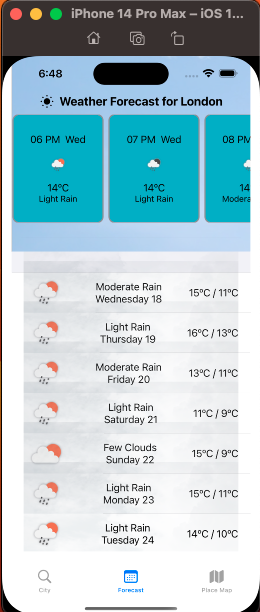 iPhone 14 Pro Max – iOS 1...
6:48
Weather Forecast for London
06 PM Wed
14°C
Light Rain
07 PM Wed
14°C
Light Rain
08 PM
14°C
Modera
Moderate Rain
Wednesday 18
15°C / 11°C
Light Rain
Thursday 19
16°C / 13°C
Moderate Rain
Friday 20
13°C / 11°C
Light Rain
Saturday 21
11°C / 9°C
Few Clouds
Sunday 22
15°C / 9°C
Light Rain
Monday 23
15°C / 11°C
Light Rain
Tuesday 24
14°C / 10°C
City
Forecast
Place Map